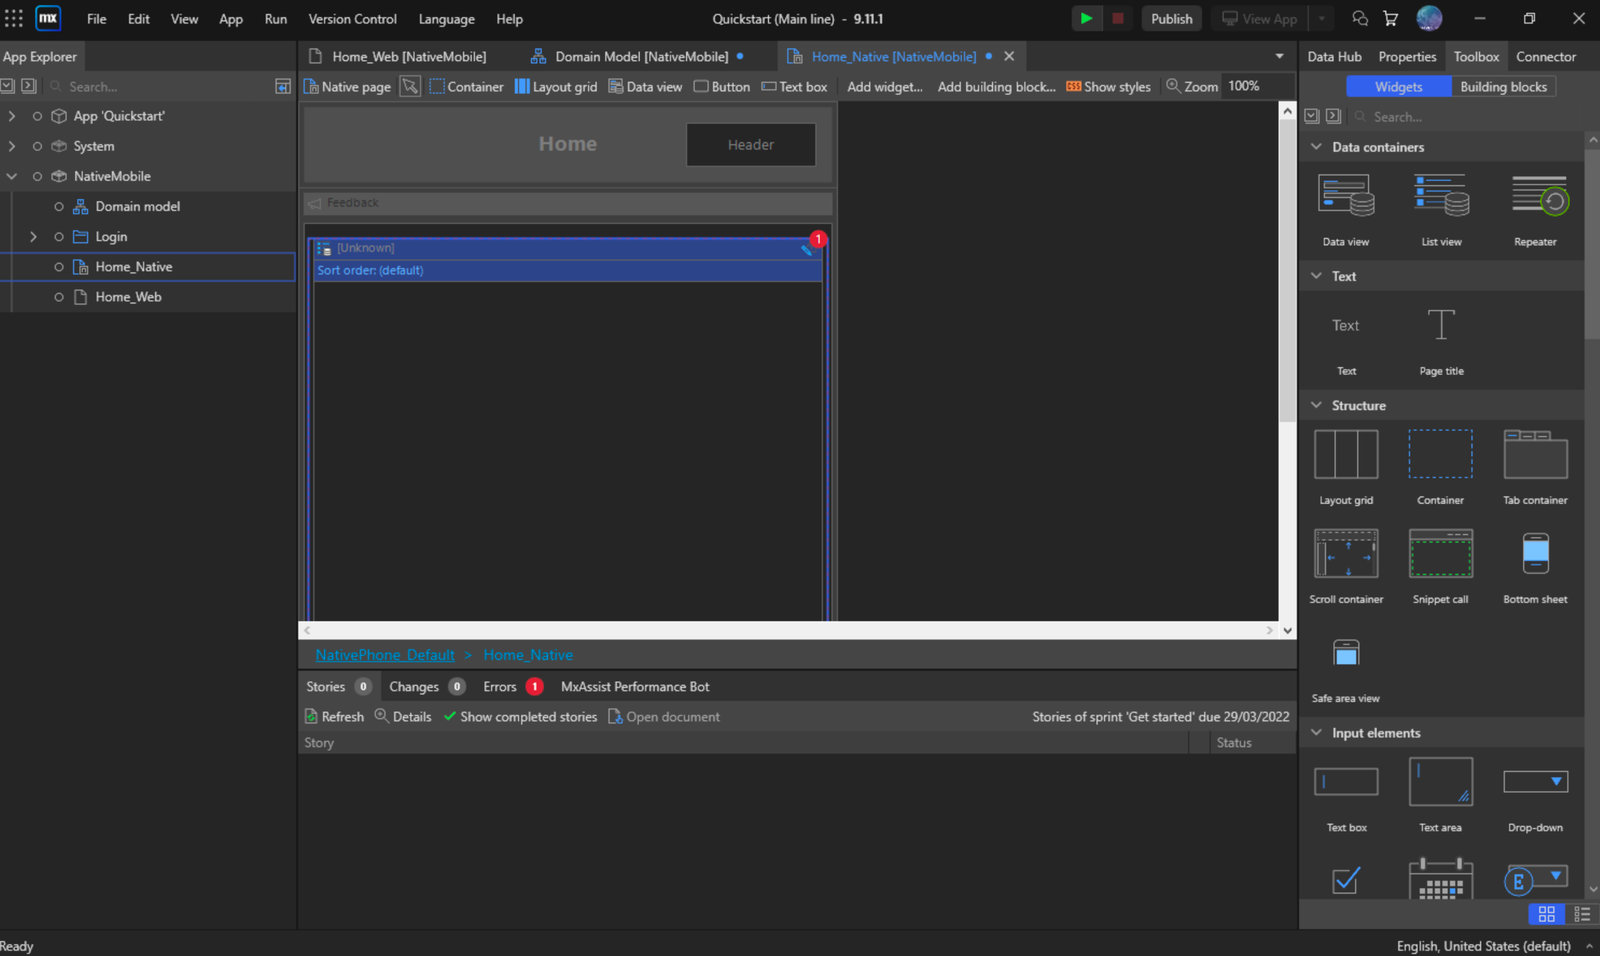 mx File Edit View App Run Version Control Language Help Quickstart (Main line) - 9.11.1 Publish View App
App Explorer Home_Web [NativeMobile] Domain Model [NativeMobile] Home_Native [NativeMobile] Data Hub Properties Toolbox Connector
Search... Native page Container Layout grid Data view Button Text box Add widget... Add building block... Show styles Zoom 100% Widgets Building blocks
Search...
App 'Quickstart'
System
NativeMobile
Domain model
Login
Home_Native
Home_Web
Home Header
Feedback
[Unknown] 1
Sort order: (default)
NativePhone_Default > Home_Native
Stories 0 Changes 0 Errors 1 MxAssist Performance Bot
Refresh Details Show completed stories Open document Stories of sprint 'Get started' due 29/03/2022
Story Status
Data containers
Data view List view Repeater
Text
Text
Text Page title
Structure
Layout grid Container Tab container
Scroll container Snippet call Bottom sheet
Safe area view
Input elements
Text box Text area Drop-down
E
Ready English, United States (default)